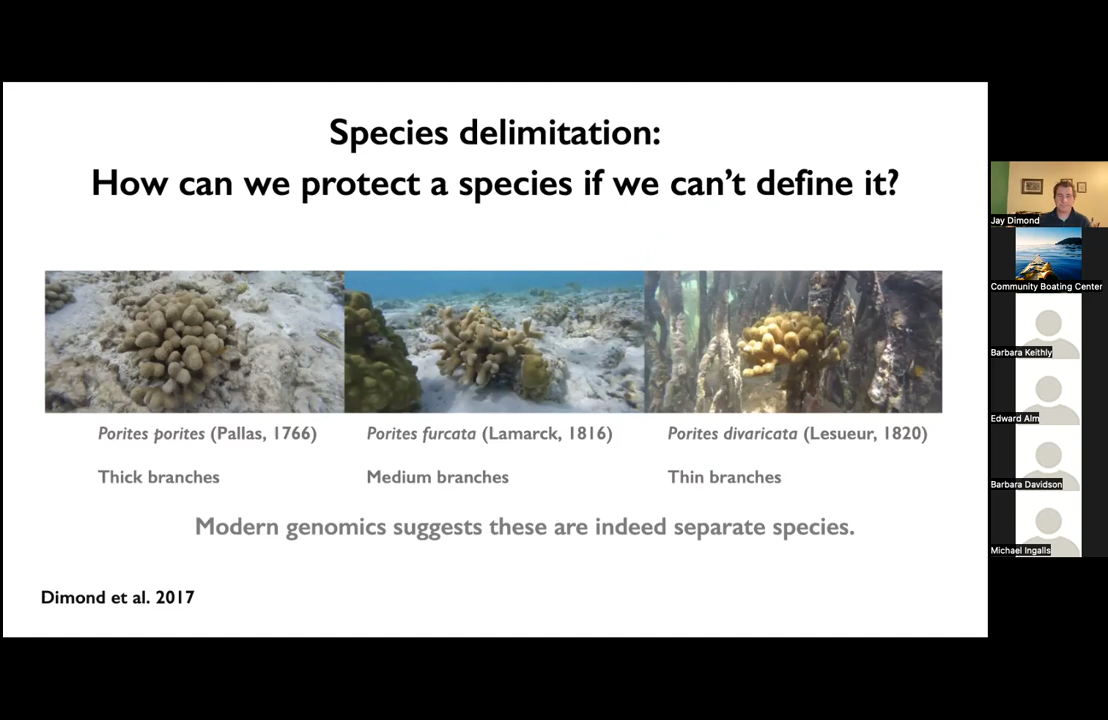 Species delimitation:
How can we protect a species if we can't define it?
Porites porites (Pallas, 1766)
Porites furcata (Lamarck, 1816)
Porites divaricata (Lesueur, 1820)
Thick branches
Medium branches
Thin branches
Modern genomics suggests these are indeed separate species.
Dimond et al. 2017
Jay Dimond
Community Boating Center
Barbara Keithly
Edward Alm
Barbara Davidson
Michael Ingalls